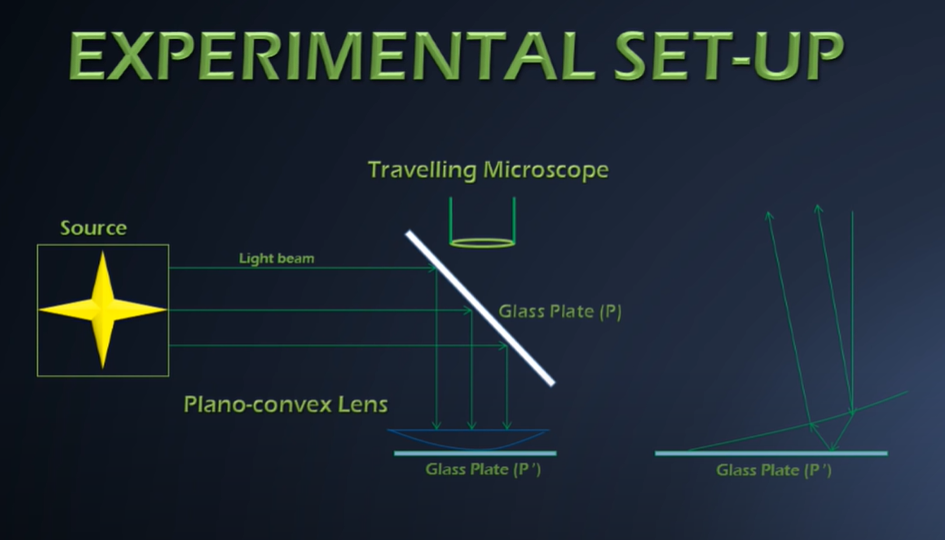 EXPERIMENTAL SET-UP
Travelling Microscope
Source
Light beam
Glass Plate (P)
Plano-convex Lens
Glass Plate (P')
Glass Plate (P')